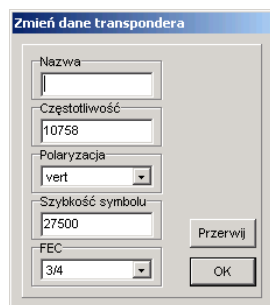 Zmień dane transpondera
Nazwa
Częstotliwość
10758
Polaryzacja
vert
Szybkość symbolu
27500
Przerwij
FEC
3/4
OK